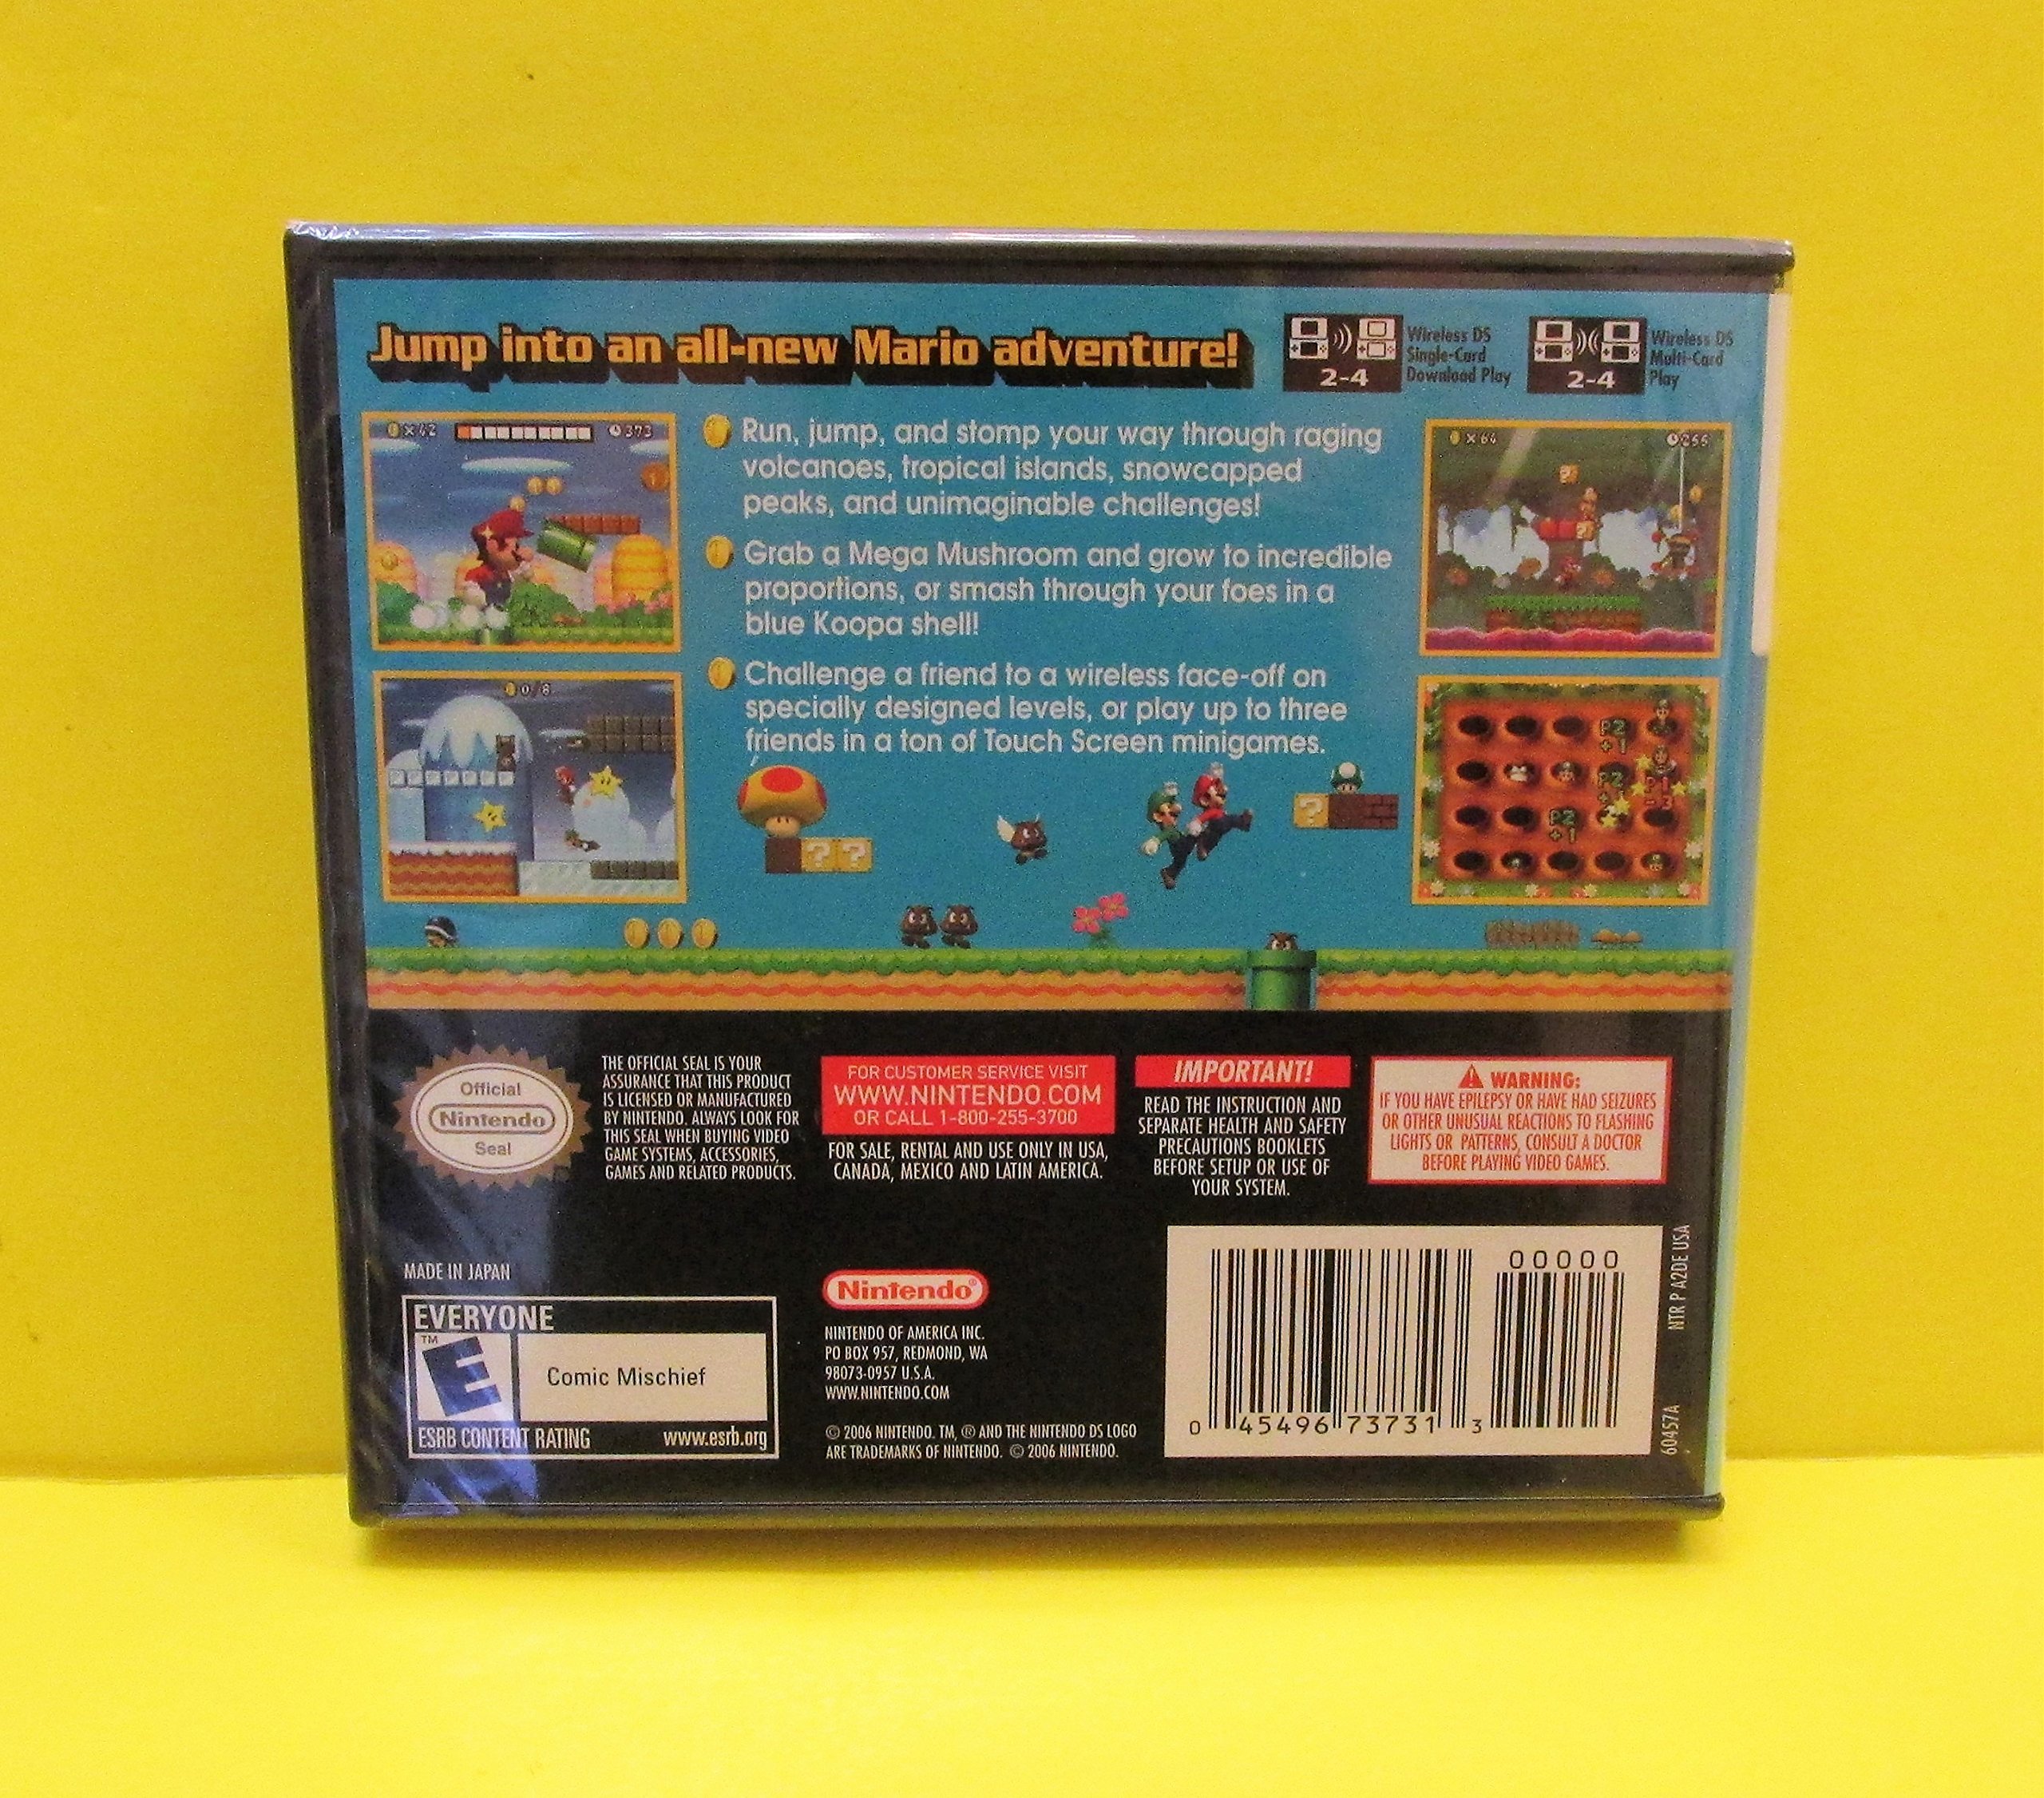 Jump into an all-new Mario adventure!
Wireless DS
Single-Card
Download Play
2-4
Wireless DS
Multi-Card
Play
2-4
×42
373
Run, jump, and stomp your way through raging
volcanoes, tropical islands, snowcapped
peaks, and unimaginable challenges!
Grab a Mega Mushroom and grow to incredible
proportions, or smash through your foes in a
blue Koopa shell!
Challenge a friend to a wireless face-off on
specially designed levels, or play up to three
friends in a ton of Touch Screen minigames.
×64
255
0/8
P2
+1
P2
P2
+1
? ?
?
Official
Nintendo
Seal
THE OFFICIAL SEAL IS YOUR
ASSURANCE THAT THIS PRODUCT
IS LICENSED OR MANUFACTURED
BY NINTENDO. ALWAYS LOOK FOR
THIS SEAL WHEN BUYING VIDEO
GAME SYSTEMS, ACCESSORIES,
GAMES AND RELATED PRODUCTS.
FOR CUSTOMER SERVICE VISIT
WWW.NINTENDO.COM
OR CALL 1-800-255-3700
FOR SALE, RENTAL AND USE ONLY IN USA,
CANADA, MEXICO AND LATIN AMERICA.
IMPORTANT!
READ THE INSTRUCTION AND
SEPARATE HEALTH AND SAFETY
PRECAUTIONS BOOKLETS
BEFORE SETUP OR USE OF
YOUR SYSTEM.
WARNING:
IF YOU HAVE EPILEPSY OR HAVE HAD SEIZURES
OR OTHER UNUSUAL REACTIONS TO FLASHING
LIGHTS OR PATTERNS, CONSULT A DOCTOR
BEFORE PLAYING VIDEO GAMES.
MADE IN JAPAN
EVERYONE
E™
Comic Mischief
ESRB CONTENT RATING www.esrb.org
Nintendo®
NINTENDO OF AMERICA INC.
PO BOX 957, REDMOND, WA
98073-0957 U.S.A.
WWW.NINTENDO.COM
© 2006 NINTENDO. TM, ® AND THE NINTENDO DS LOGO
ARE TRADEMARKS OF NINTENDO. © 2006 NINTENDO.
00000
0 45496 73731 3
NTR P A2DE USA
60457A